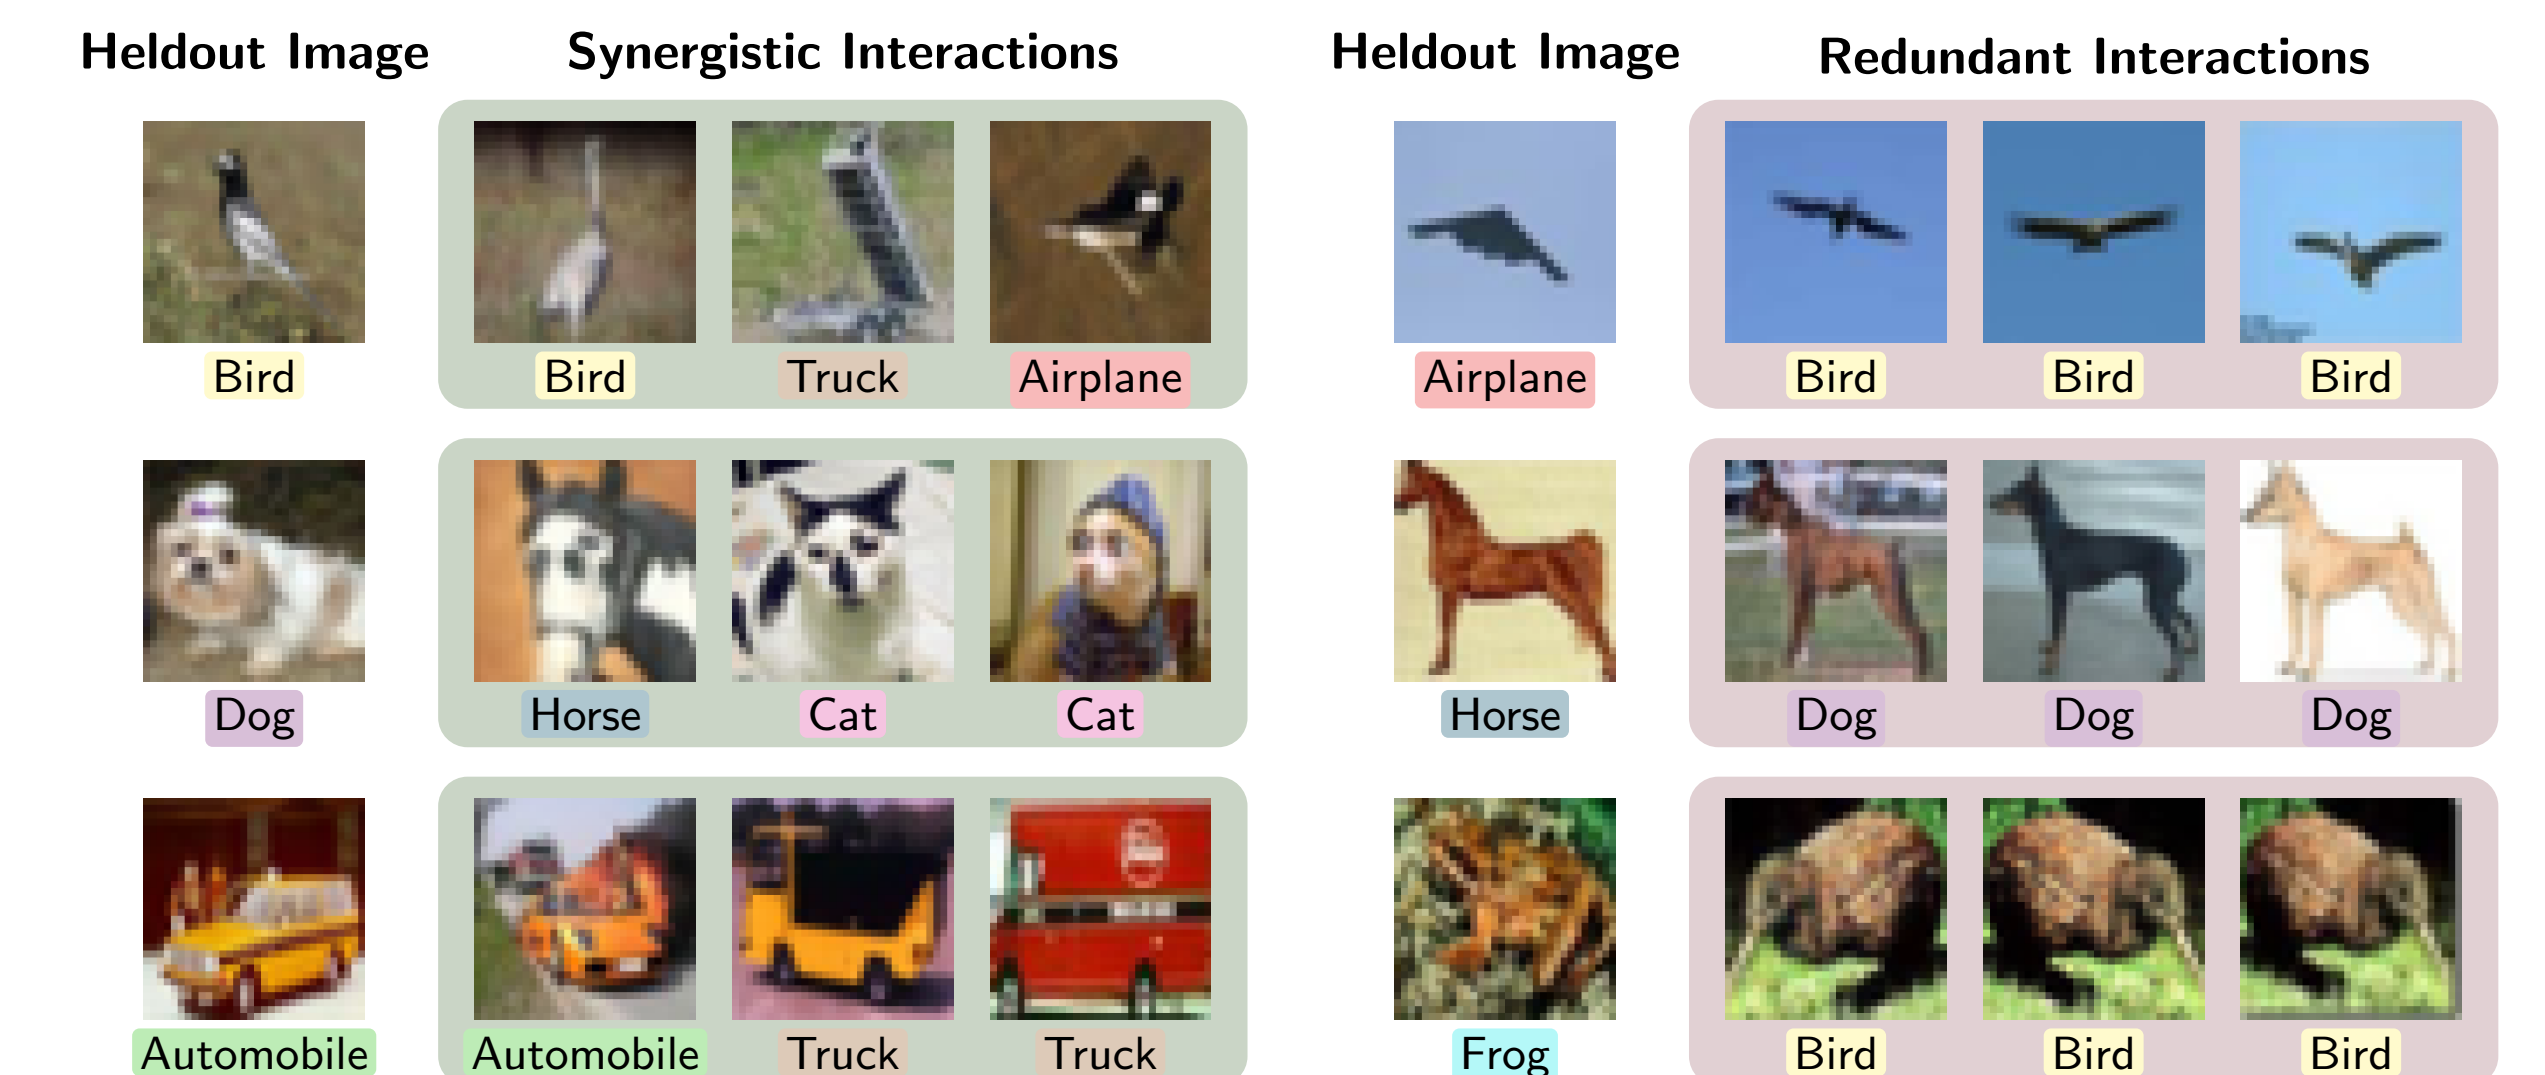 Heldout Image Synergistic Interactions Heldout Image Redundant Interactions
Bird Bird Truck Airplane Airplane Bird Bird Bird
Dog Horse Cat Cat Horse Dog Dog Dog
Automobile Automobile Truck Truck Frog Bird Bird Bird